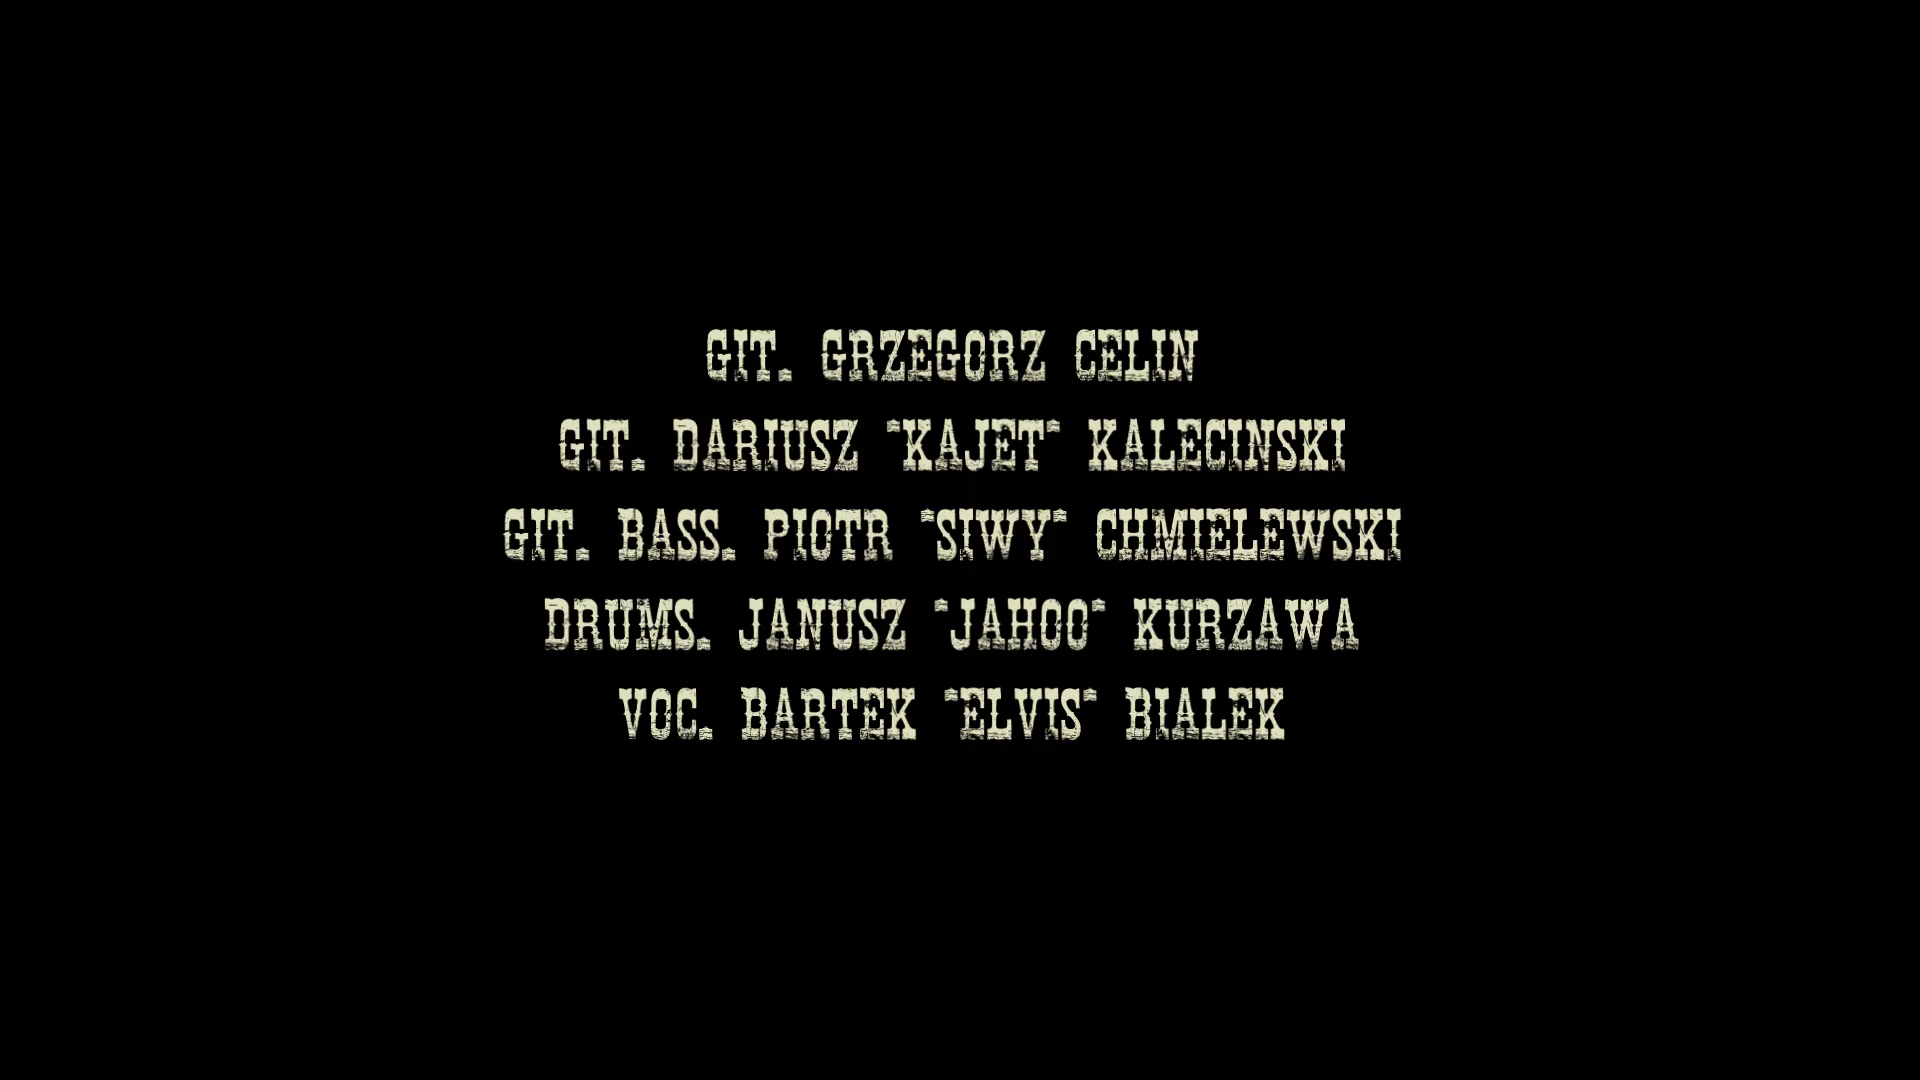 GIT. GRZEGORZ CELIN
GIT. DARIUSZ "KAJET" KALECINSKI
GIT. BASS. PIOTR "SIWY" CHMIELEWSKI
DRUMS. JANUSZ "JAHOO" KURZAWA
VOC. BARTEK "ELVIS" BIALEK